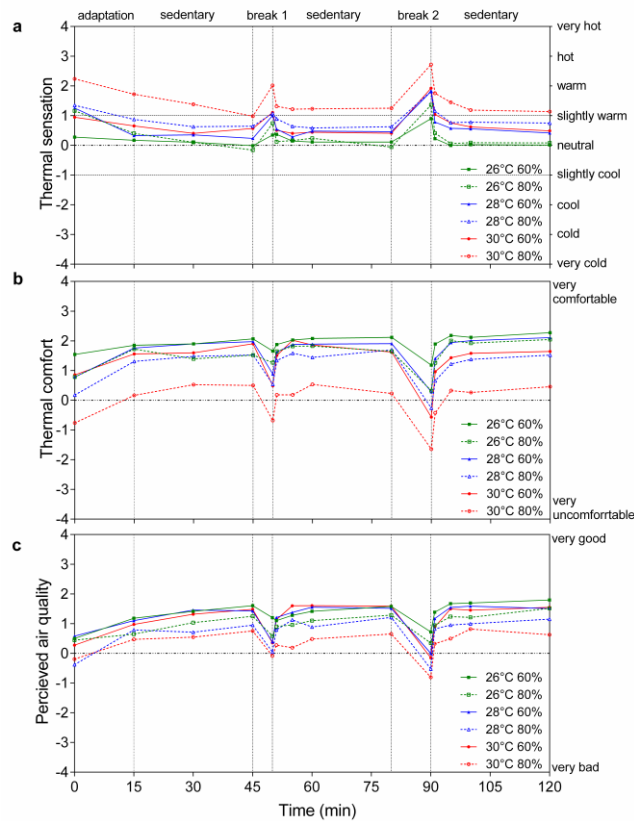 adaptation sedentary break 1 sedentary break 2 sedentary
a
Thermal sensation
4
3
2
1
0
-1
-2
-3
-4
very hot
hot
warm
slightly warm
neutral
slightly cool
cool
cold
very cold
26°C 60%
26°C 80%
28°C 60%
28°C 80%
30°C 60%
30°C 80%
b
Thermal comfort
4
3
2
1
0
-1
-2
-3
-4
very
comfortable
very
uncomforrtable
26°C 60%
26°C 80%
28°C 60%
28°C 80%
30°C 60%
30°C 80%
c
Percieved air quality
4
3
2
1
0
-1
-2
-3
-4
very good
very bad
26°C 60%
26°C 80%
28°C 60%
28°C 80%
30°C 60%
30°C 80%
0 15 30 45 60 75 90 105 120
Time (min)